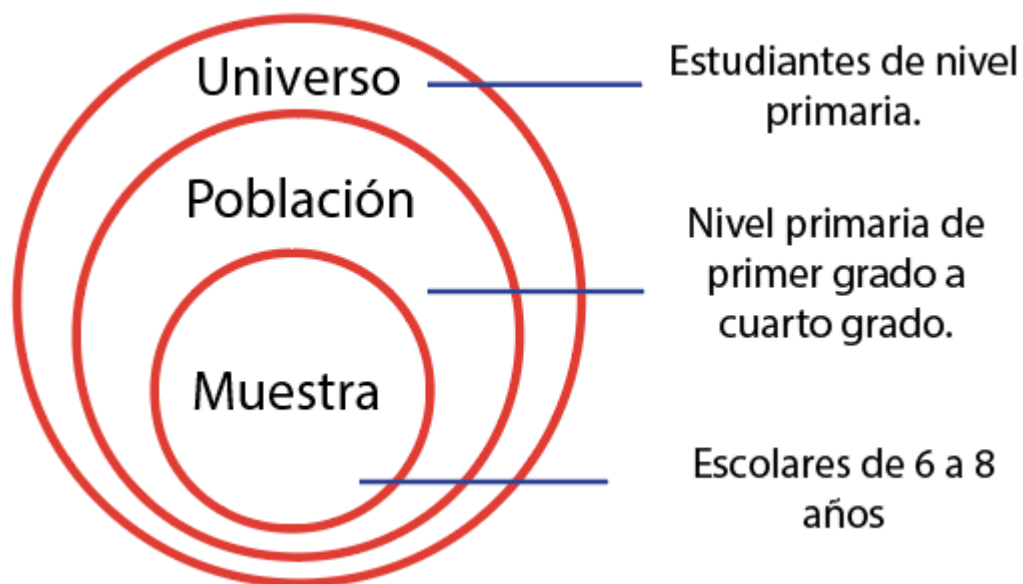 Universo
Estudiantes de nivel
primaria.
Población
Nivel primaria de
primer grado a
cuarto grado.
Muestra
Escolares de 6 a 8
años